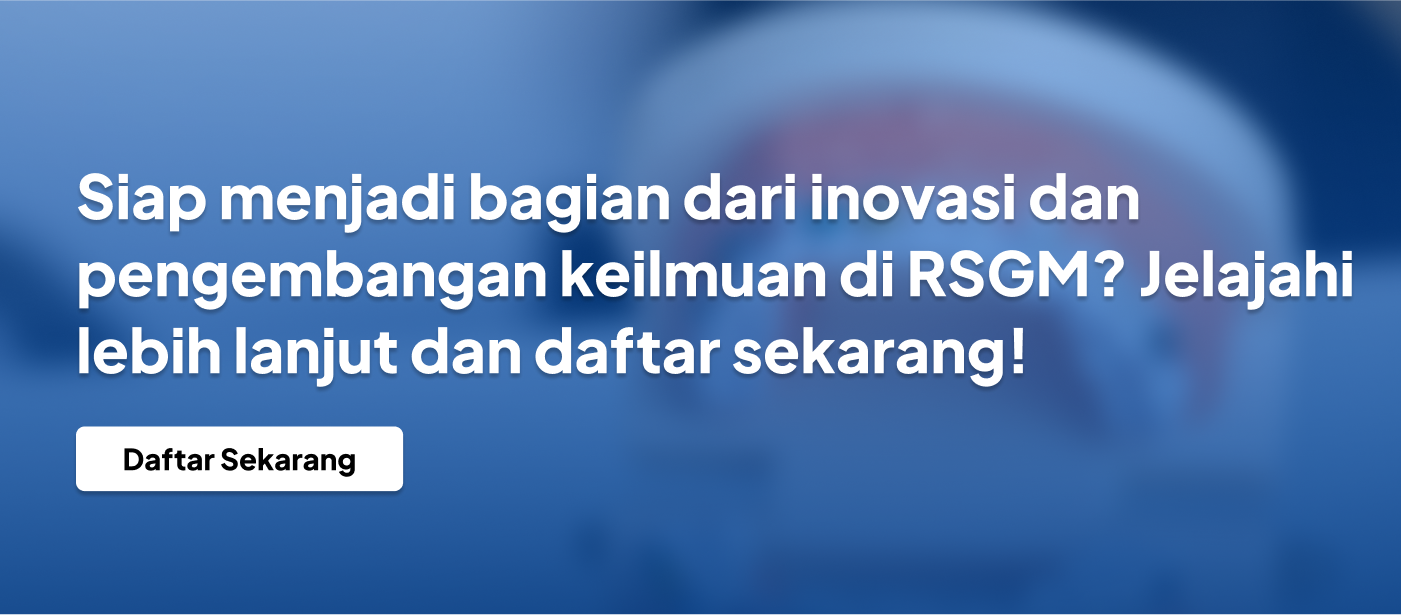 Siap menjadi bagian dari inovasi dan
pengembangan keilmuan di RSGM? Jelajahi
lebih lanjut dan daftar sekarang!
Daftar Sekarang